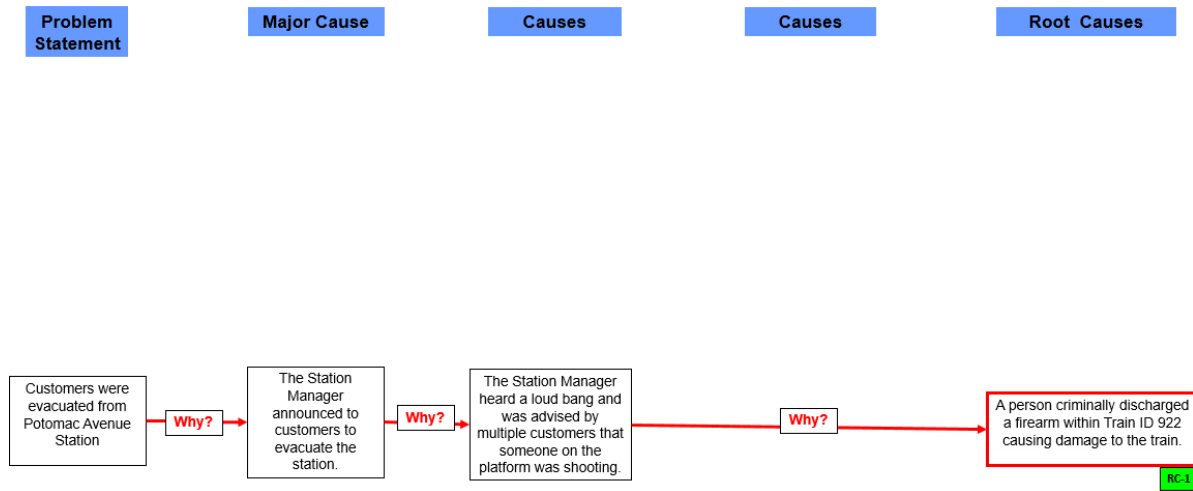 Problem
Statement
Major Cause
Causes
Causes
Root Causes
Customers were
evacuated from
Potomac Avenue
Station
Why?
The Station
Manager
announced to
customers to
evacuate the
station.
Why?
The Station Manager
heard a loud bang and
was advised by
multiple customers that
someone on the
platform was shooting.
Why?
A person criminally discharged
a firearm within Train ID 922
causing damage to the train.
RC-1